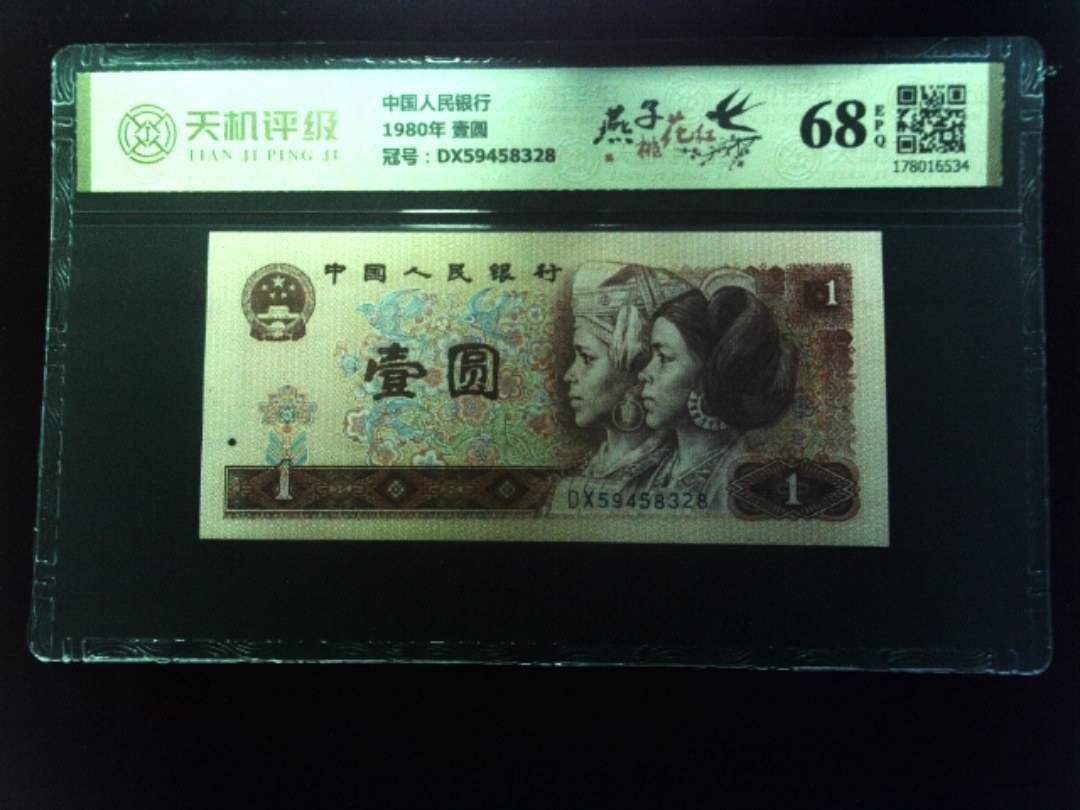 天机评级
TIAN JI PING JI
中国人民银行
1980年 壹圆
冠号：DX59458328
燕子
桃花红
68
EPQ
178016534
中国人民银行
1
壹圆
1
DX59458328
1